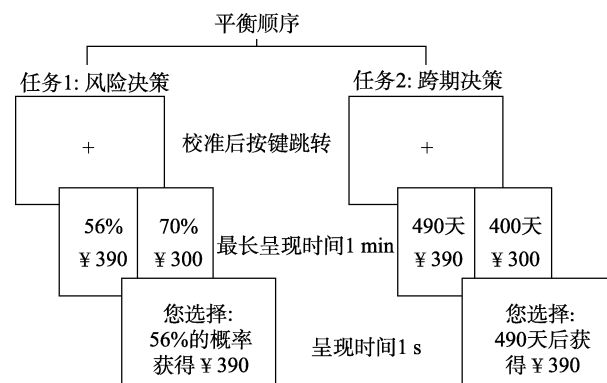 平衡顺序
任务1: 风险决策
任务2: 跨期决策
+
校准后按键跳转
+
56%
¥390
70%
¥300
最长呈现时间1 min
490天
¥390
400天
¥300
您选择:
56%的概率
获得¥390
呈现时间1 s
您选择:
490天后获
得¥390